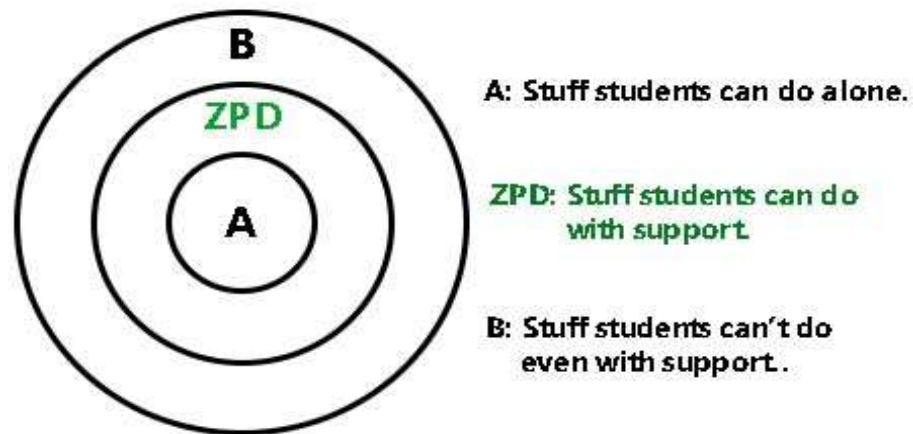 B
ZPD
A
A: Stuff students can do alone.
ZPD: Stuff students can do
with support.
B: Stuff students can't do
even with support..